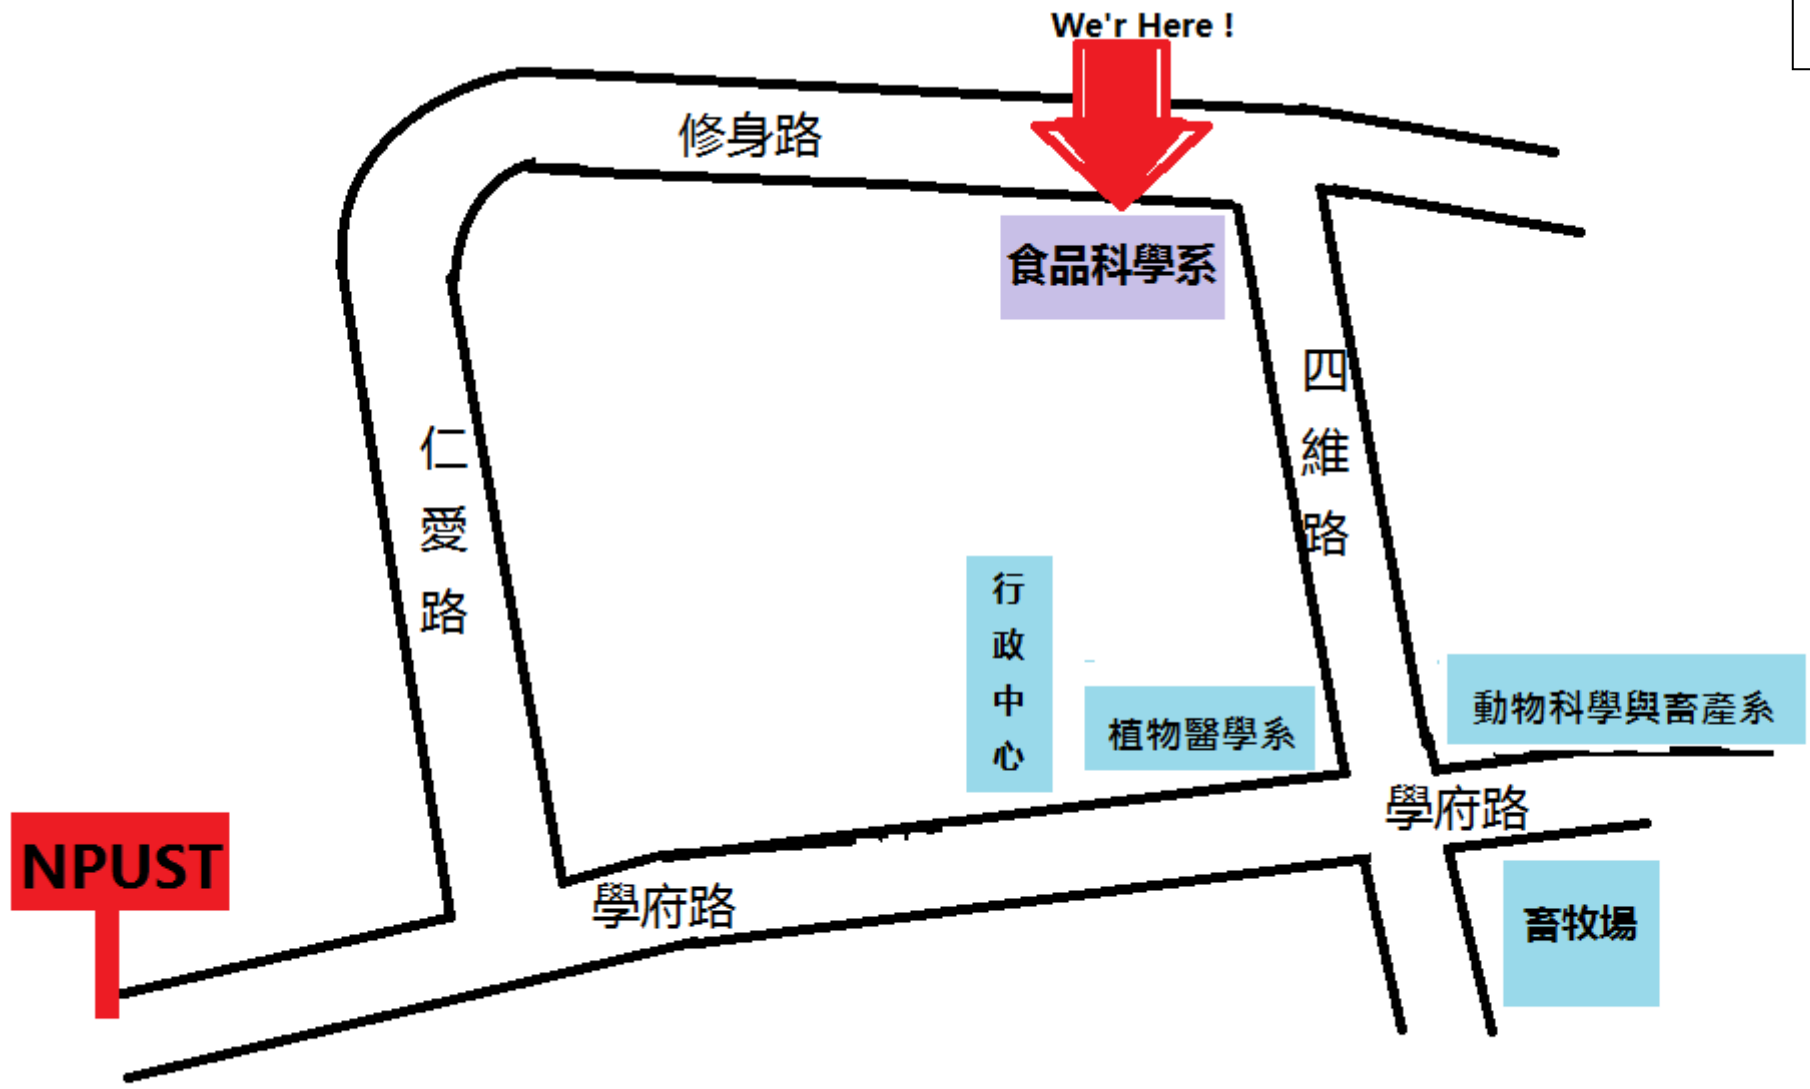 We'r Here !
修身路
食品科學系
四維路
仁愛路
行政中心
植物醫學系
動物科學與畜產系
學府路
NPUST
學府路
畜牧場